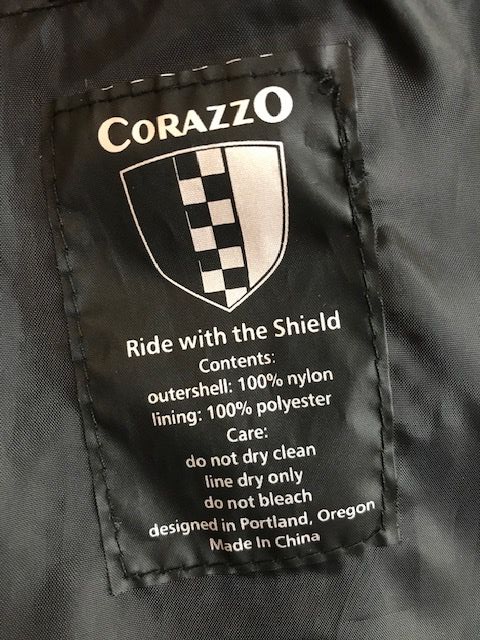 CORAZZO
Ride with the Shield
Contents:
outershell: 100% nylon
lining: 100% polyester
Care:
do not dry clean
line dry only
do not bleach
designed in Portland, Oregon
Made In China